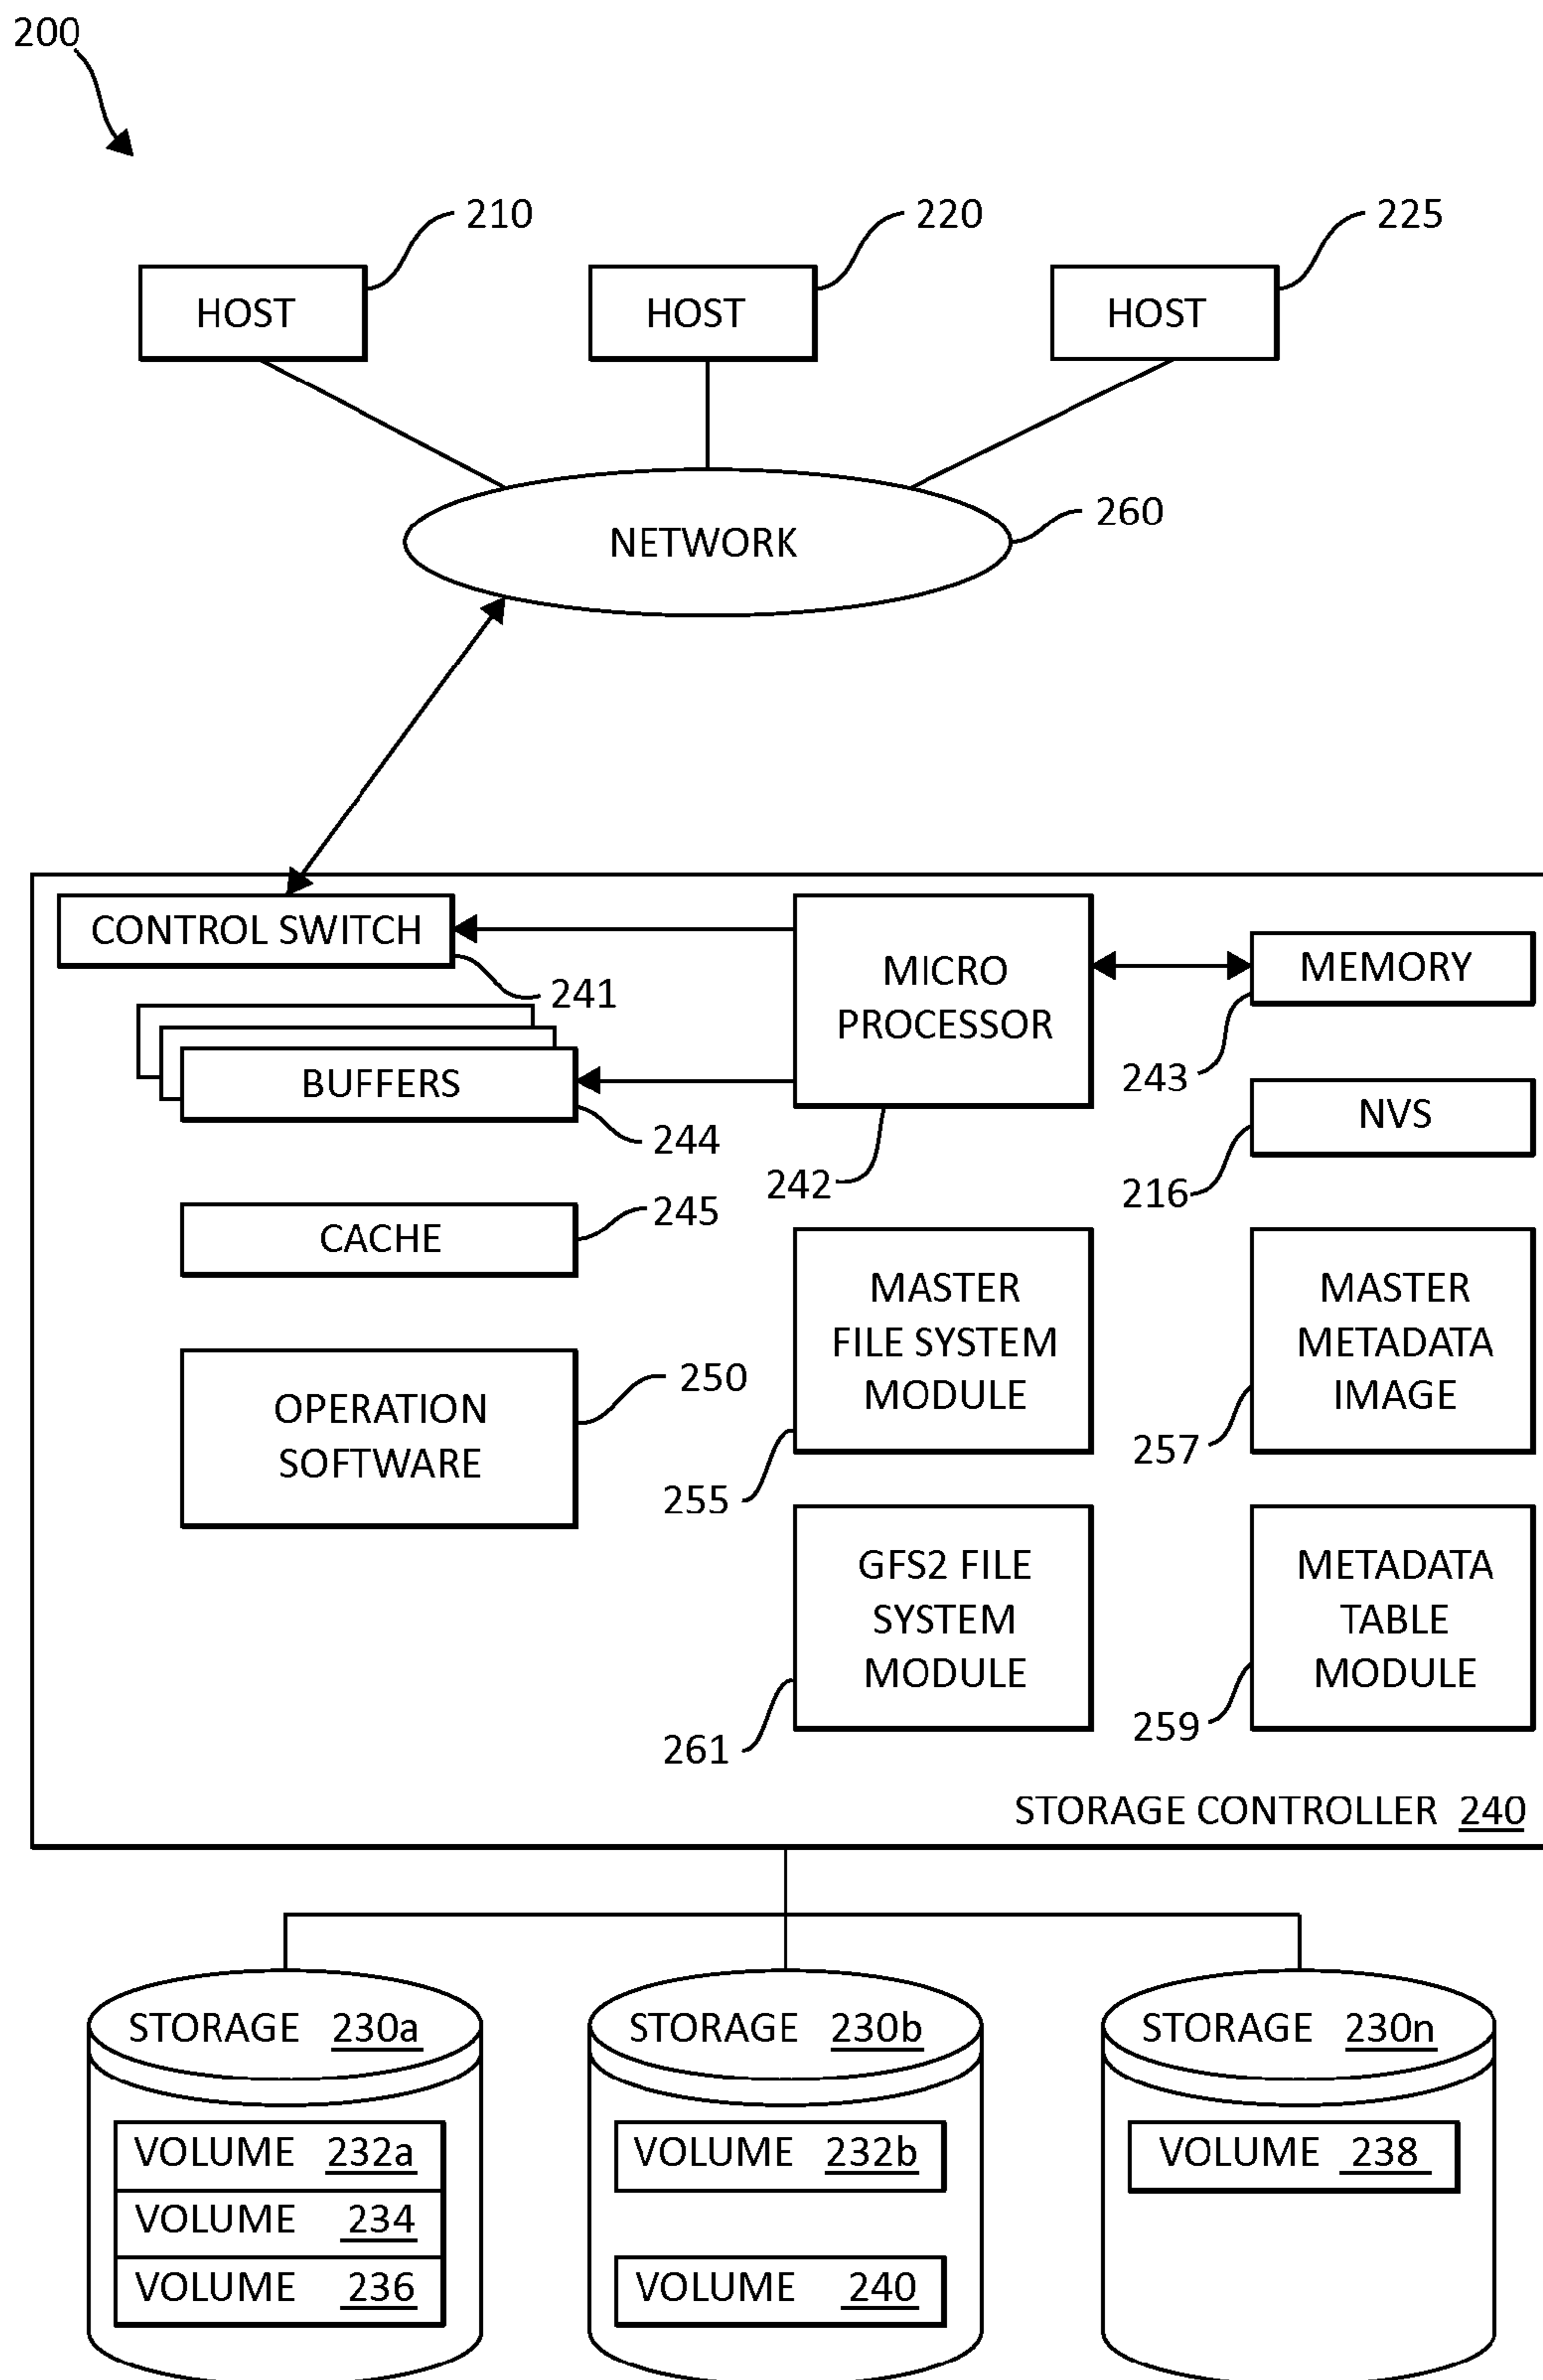 200
210
220
225
HOST
HOST
HOST
260
NETWORK
CONTROL SWITCH
241
MICRO
PROCESSOR
242
MEMORY
243
BUFFERS
244
NVS
216
CACHE
245
OPERATION
SOFTWARE
250
MASTER
FILE SYSTEM
MODULE
255
MASTER
METADATA
IMAGE
257
GFS2 FILE
SYSTEM
MODULE
261
METADATA
TABLE
MODULE
259
STORAGE CONTROLLER 240
STORAGE 230a
VOLUME 232a
VOLUME 234
VOLUME 236
STORAGE 230b
VOLUME 232b
VOLUME 240
STORAGE 230n
VOLUME 238